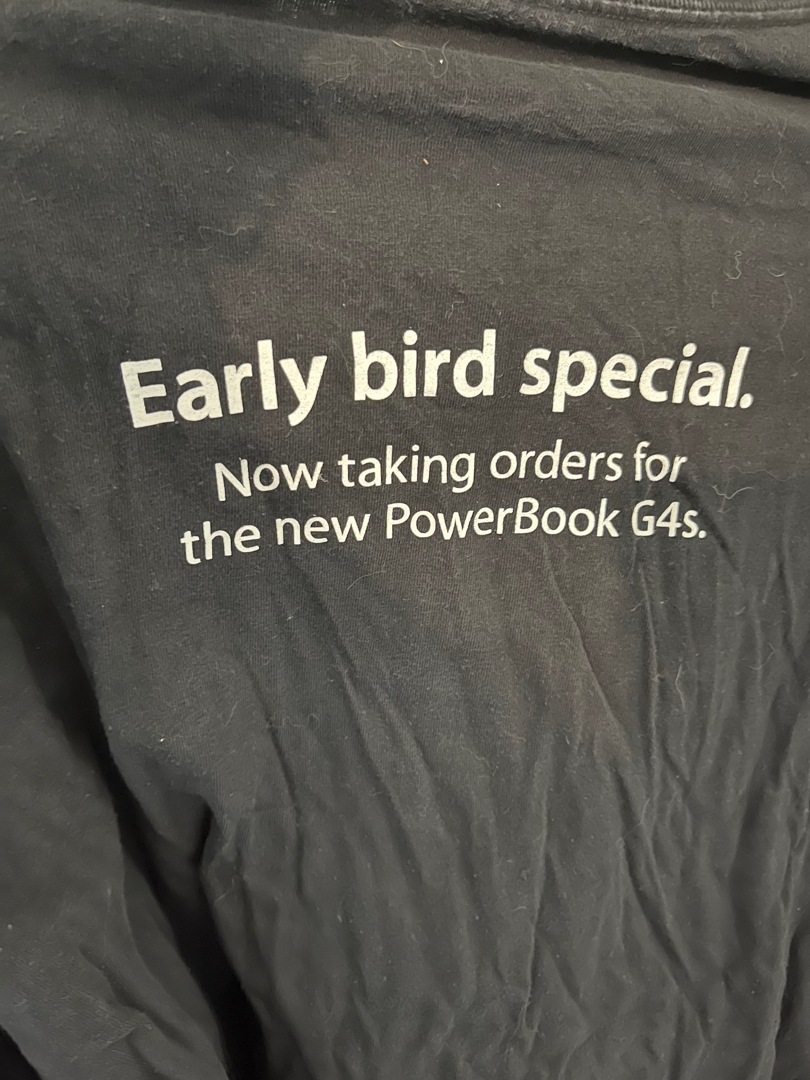 Early bird special.
Now taking orders for
the new PowerBook G4s.